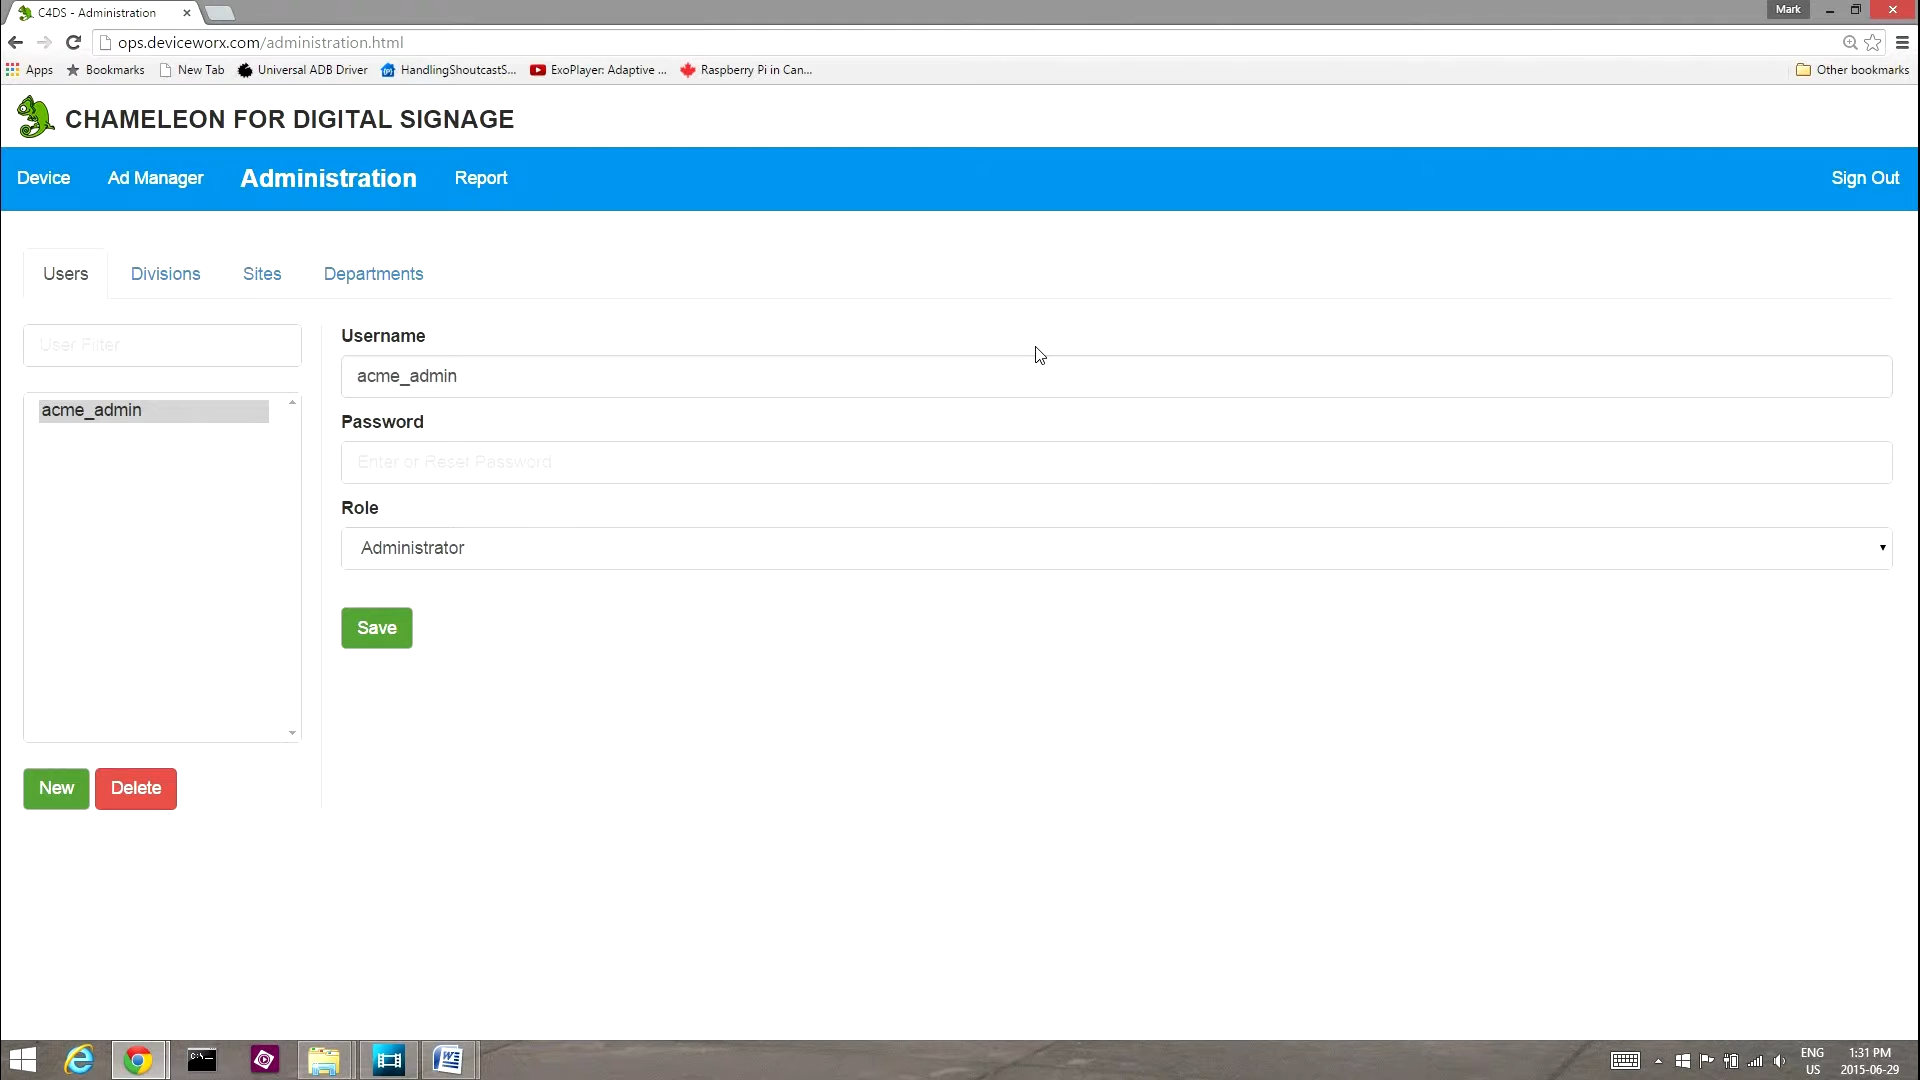 C4DS - Administration
Mark
ops.deviceworx.com/administration.html
Apps Bookmarks New Tab Universal ADB Driver HandlingShoutcastS... ExoPlayer: Adaptive ... Raspberry Pi in Can... Other bookmarks
CHAMELEON FOR DIGITAL SIGNAGE
Device Ad Manager Administration Report Sign Out
Users Divisions Sites Departments
User Filter
acme_admin
New Delete
Username
acme_admin
Password
Enter or Reset Password
Role
Administrator
Save
ENG
US
1:31 PM
2015-06-29